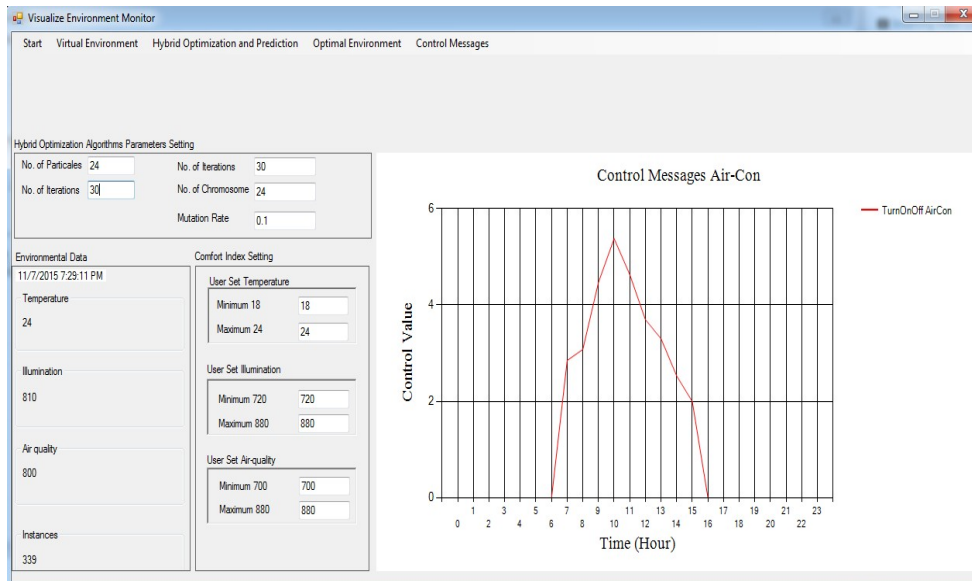 Visualize Environment Monitor
Start Virtual Environment Hybrid Optimization and Prediction Optimal Environment Control Messages
Hybrid Optimization Algorithms Parameters Setting
No. of Particales 24 No. of Iterations 30
No. of Iterations 30 No. of Chromosome 24
Mutation Rate 0.1
Environmental Data
11/7/2015 7:29:11 PM
Temperature
24
Illumination
810
Air quality
800
Instances
339
Comfort Index Setting
User Set Temperature
Minimum 18 18
Maximum 24 24
User Set Illumination
Minimum 720 720
Maximum 880 880
User Set Air-quality
Minimum 700 700
Maximum 880 880
Control Messages Air-Con
TurnOnOff AirCon
Control Value
6
4
2
0
1 3 5 7 9 11 13 15 17 19 21 23
0 2 4 6 8 10 12 14 16 18 20 22
Time (Hour)